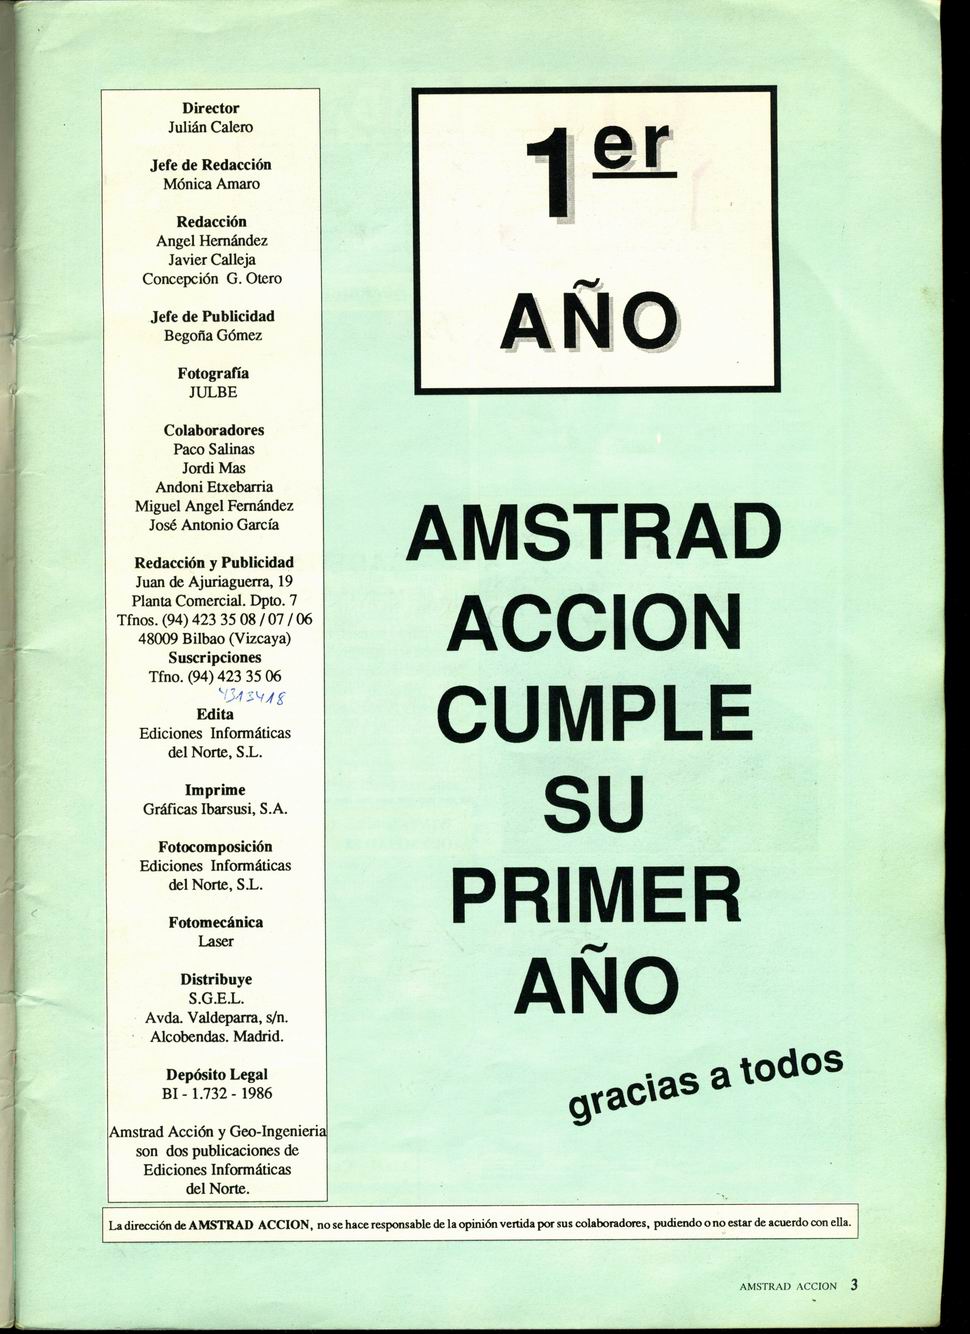 Director
Julián Calero
Jefe de Redacción
Mónica Amaro
Redacción
Angel Hernández
Javier Calleja
Concepción G. Otero
Jefe de Publicidad
Begoña Gómez
Fotografía
JULBE
Colaboradores
Paco Salinas
Jordi Mas
Andoni Etxebarria
Miguel Angel Fernández
José Antonio García
Redacción y Publicidad
Juan de Ajuriaguerra, 19
Planta Comercial. Dpto. 7
Tfnos. (94) 423 35 08 / 07 / 06
48009 Bilbao (Vizcaya)
Suscripciones
Tfno. (94) 423 35 06
4313418
Edita
Ediciones Informáticas
del Norte, S.L.
Imprime
Gráficas Ibarsusi, S.A.
Fotocomposición
Ediciones Informáticas
del Norte, S.L.
Fotomecánica
Laser
Distribuye
S.G.E.L.
Avda. Valdeparra, s/n.
Alcobendas. Madrid.
Depósito Legal
BI - 1.732 - 1986
Amstrad Acción y Geo-Ingenieria
son dos publicaciones de
Ediciones Informáticas
del Norte.
1er
AÑO
AMSTRAD
ACCION
CUMPLE
SU
PRIMER
AÑO
gracias a todos
La dirección de AMSTRAD ACCION, no se hace responsable de la opinión vertida por sus colaboradores, pudiendo o no estar de acuerdo con ella.
AMSTRAD ACCION 3